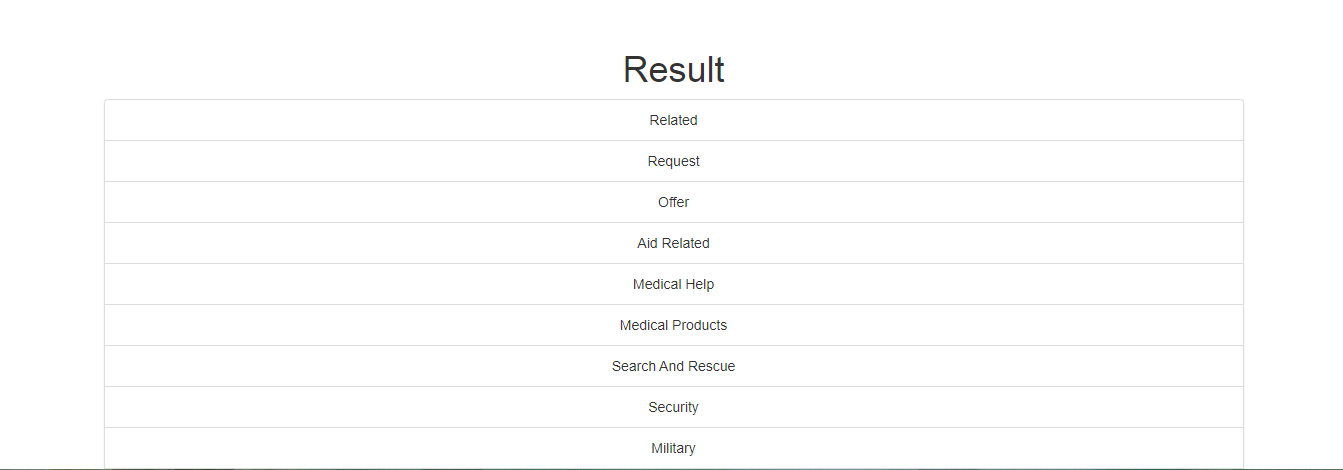 Result
Related
Request
Offer
Aid Related
Medical Help
Medical Products
Search And Rescue
Security
Military